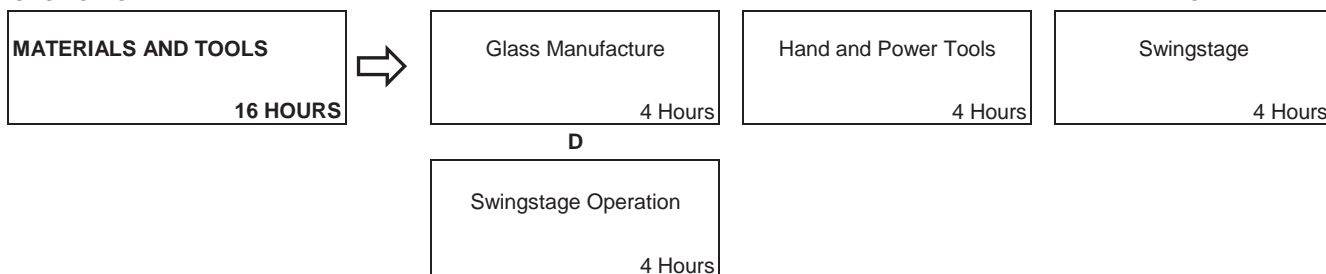 MATERIALS AND TOOLS
16 HOURS
Glass Manufacture
4 Hours
Hand and Power Tools
4 Hours
Swingstage
4 Hours
D
Swingstage Operation
4 Hours